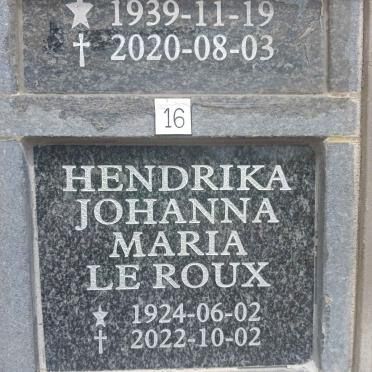 1939-11-19
2020-08-03
16
HENDRIKA
JOHANNA
MARIA
LE ROUX
1924-06-02
2022-10-02